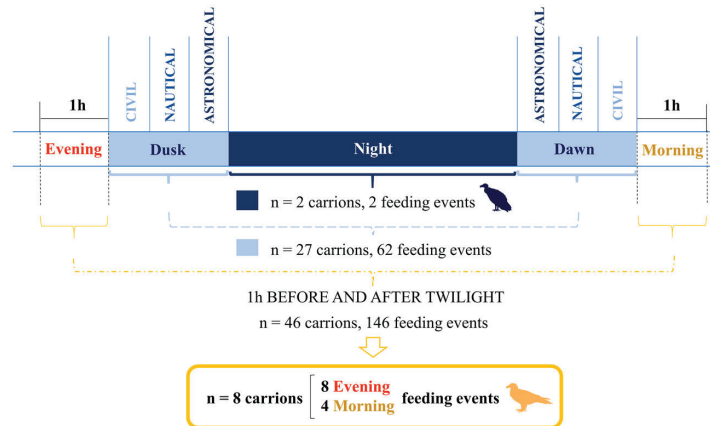 CIVIL
NAUTICAL
ASTRONOMICAL
ASTRONOMICAL
NAUTICAL
CIVIL
1h
1h
Evening
Dusk
Night
Dawn
Morning
n = 2 carrions, 2 feeding events
n = 27 carrions, 62 feeding events
1h BEFORE AND AFTER TWILIGHT
n = 46 carrions, 146 feeding events
8 Evening
n = 8 carrions feeding events
4 Morning